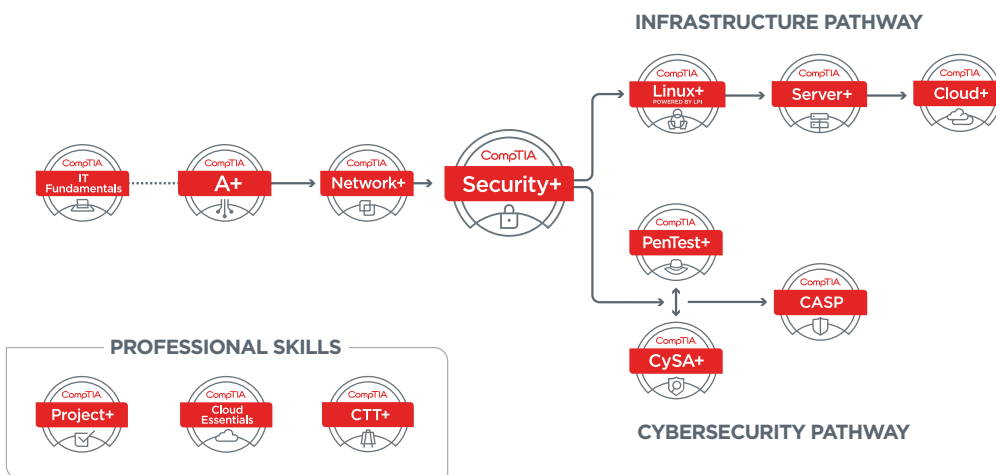 INFRASTRUCTURE PATHWAY
CompTIA
Linux+
POWERED BY LPI
CompTIA
Server+
CompTIA
Cloud+
CompTIA
IT
Fundamentals
CompTIA
A+
CompTIA
Network+
CompTIA
Security+
CompTIA
PenTest+
CompTIA
CASP
CompTIA
CySA+
CYBERSECURITY PATHWAY
PROFESSIONAL SKILLS
CompTIA
Project+
CompTIA
Cloud
Essentials
CompTIA
CTT+